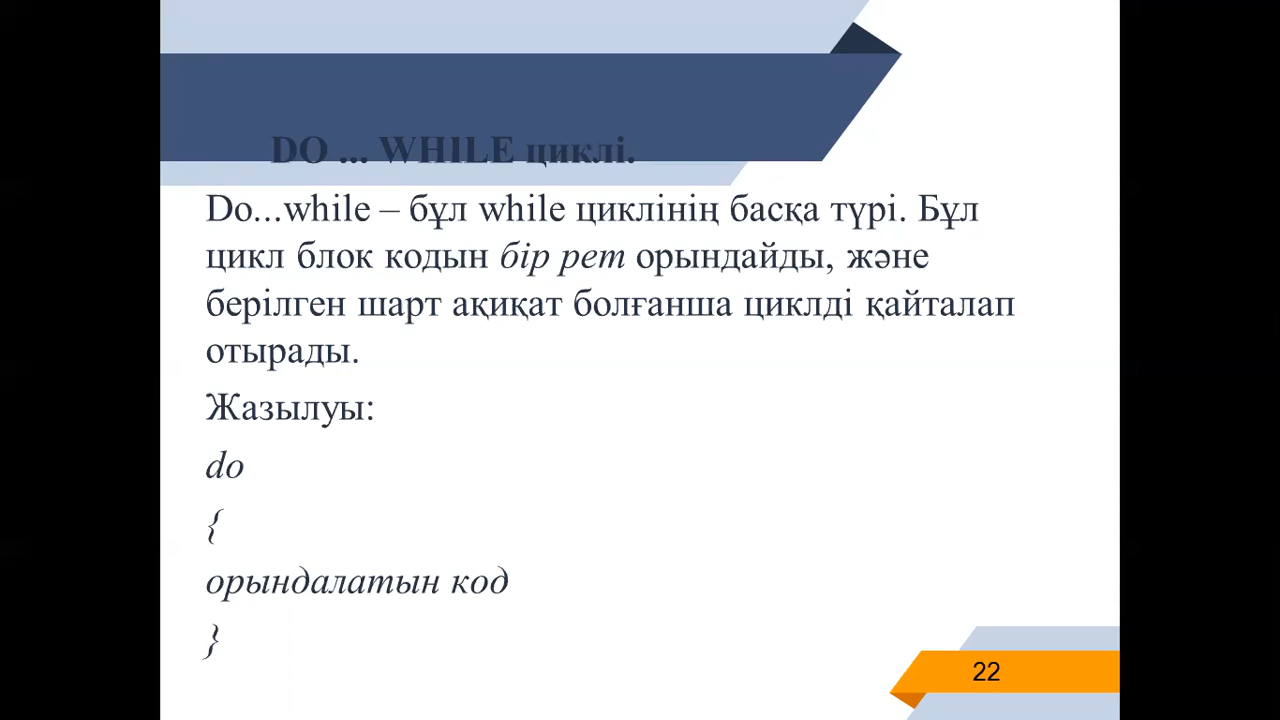 DO ... WHILE циклі.
Do...while – бұл while циклінің басқа түрі. Бұл
цикл блок кодын бір рет орындайды, және
берілген шарт ақиқат болғанша циклді қайталап
отырады.
Жазылуы:
do
{
орындалатын код
}
22